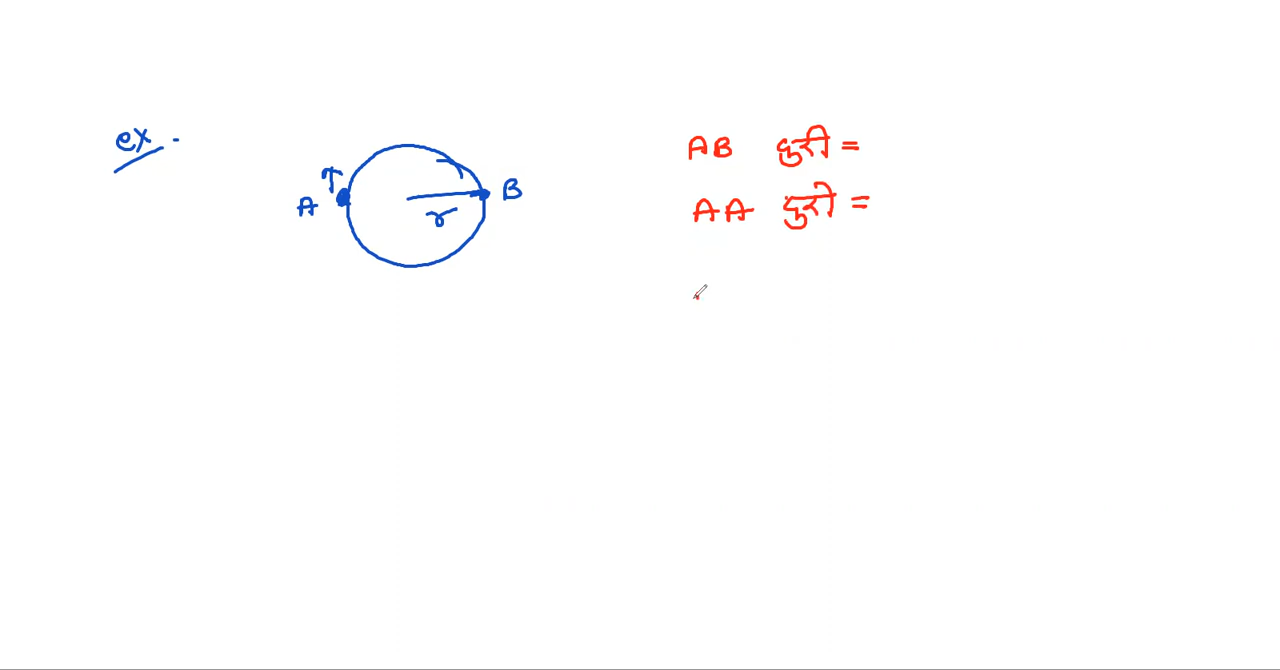 ex.
A
B
r
AB दुरी =
AA दुरी =